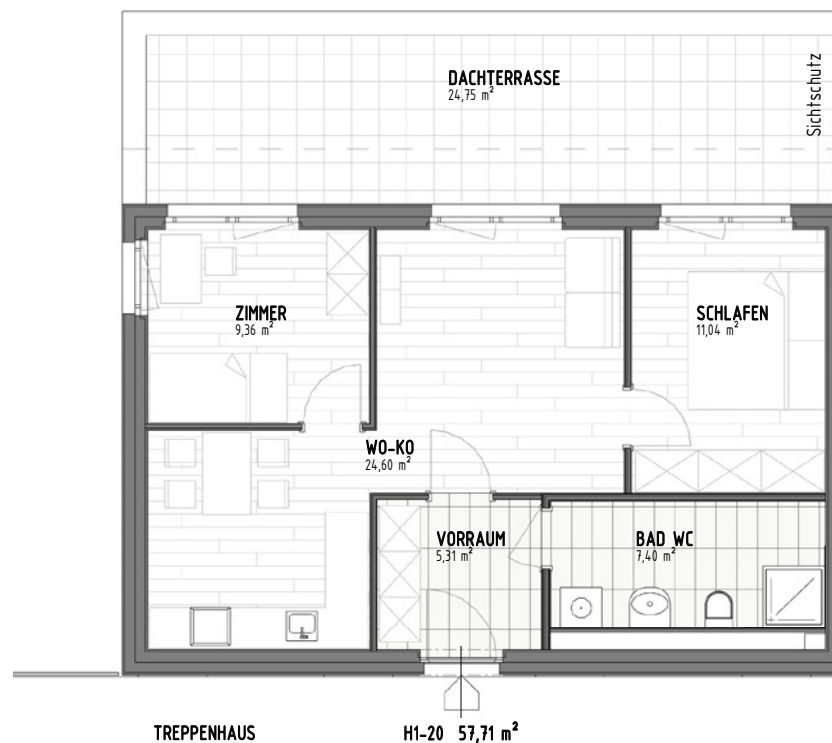 DACHTERRASSE
24,75 m²
Sichtschutz
ZIMMER
9,36 m²
SCHLAFEN
11,04 m²
WO-KO
24,60 m²
VORRAUM
5,31 m²
BAD WC
7,40 m²
TREPPENHAUS
H1-20 57,71 m²